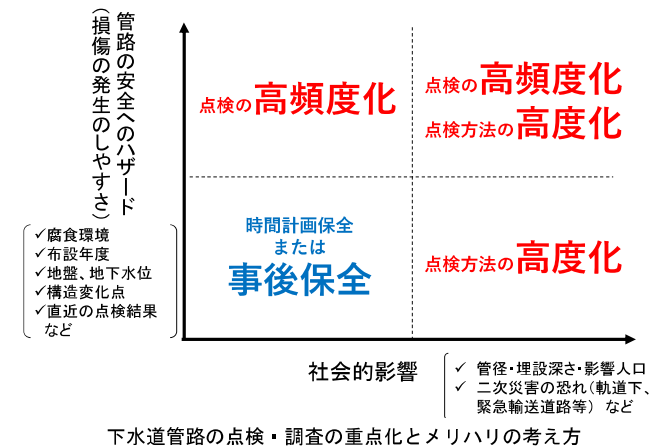 管路の安全へのハザード
（損傷の発生のしやすさ）
✓腐食環境
✓布設年度
✓地盤、地下水位
✓構造変化点
✓直近の点検結果
など
点検の高頻度化
点検の高頻度化
点検方法の高度化
時間計画保全
または
事後保全
点検方法の高度化
社会的影響
✓ 管径・埋設深さ・影響人口
✓ 二次災害の恐れ（軌道下、
緊急輸送道路等） など
下水道管路の点検・調査の重点化とメリハリの考え方